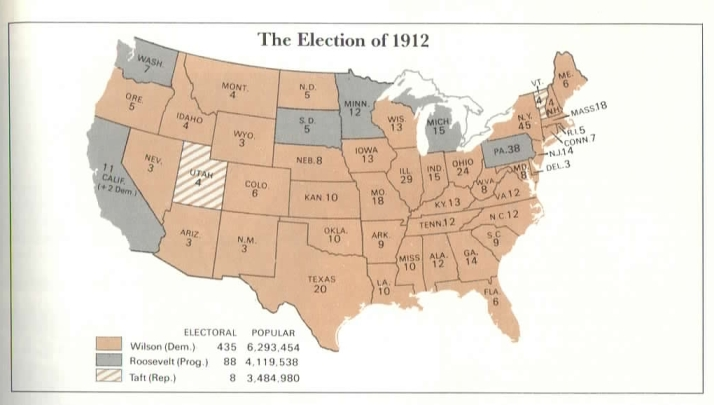 The Election of 1912
WASH.
7
ORE.
5
MONT.
4
IDAHO
4
N.D.
5
S.D.
5
MINN.
12
WIS.
13
MICH.
15
VT.
4
4
NH.
ME.
6
MASS18
R.I.5
CONN.7
N.Y.
45
N.J.14
DEL.3
MD.
8
PA.38
WYO.
3
NEV.
3
UTAH
4
11
CALIF.
(+2 Dem.)
COLO.
6
NEB.8
IOWA
13
ILL.
29
IND.
15
OHIO
24
W.VA.
8
VA.12
KAN.10
MO.
18
KY.13
N.C.12
TENN.12
ARIZ.
3
N.M.
3
OKLA.
10
ARK.
9
S.C.
9
MISS.
10
ALA.
12
GA.
14
TEXAS
20
LA.
10
FLA.
6
ELECTORAL POPULAR
Wilson (Dem.) 435 6,293,454
Roosevelt (Prog.) 88 4,119,538
Taft (Rep.) 8 3,484,980